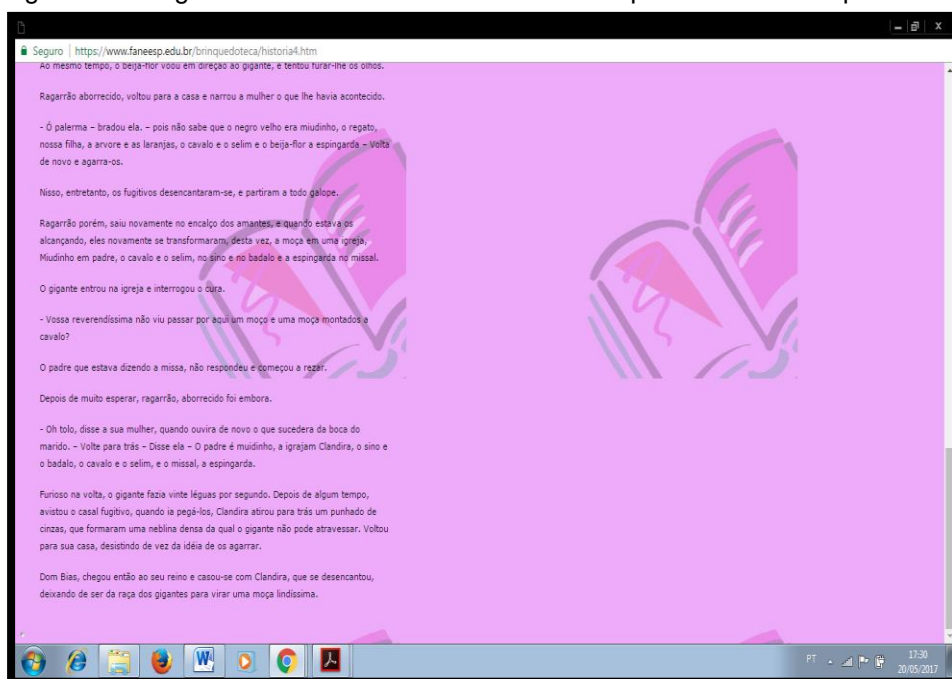 Seguro | https://www.faneesp.edu.br/brinquedoteca/historia4.htm
Ao mesmo tempo, o beija-flor voou em direção ao gigante, e tentou furar-lhe os olhos.
Ragarrão aborrecido, voltou para a casa e narrou a mulher o que lhe havia acontecido.
- Ó palerma – bradou ela. – pois não sabe que o negro velho era miudinho, o regato,
nossa filha, a arvore e as laranjas, o cavalo e o selim e o beija-flor a espingarda – Volta
de novo e agarra-os.
Nisso, entretanto, os fugitivos desencantaram-se, e partiram a todo galope.
Ragarrão porém, saiu novamente no encalço dos amantes, e quando estava os
alcançando, eles novamente se transformaram, desta vez, a moça em uma igreja,
Miudinho em padre, o cavalo e o selim, no sino e no badalo e a espingarda no missal.
O gigante entrou na igreja e interrogou o cura.
- Vossa reverendíssima não viu passar por aqui um moço e uma moça montados a
cavalo?
O padre que estava dizendo a missa, não respondeu e começou a rezar.
Depois de muito esperar, ragarrão, aborrecido foi embora.
- Oh tolo, disse a sua mulher, quando ouvira de novo o que sucedera da boca do
marido. – Volte para trás – Disse ela – O padre é muidinho, a igrejam Clandira, o sino e
o badalo, o cavalo e o selim, e o missal, a espingarda.
Furioso na volta, o gigante fazia vinte léguas por segundo. Depois de algum tempo,
avistou o casal fugitivo, quando ia pegá-los, Clandira atirou para trás um punhado de
cinzas, que formaram uma neblina densa da qual o gigante não pode atravessar. Voltou
para sua casa, desistindo de vez da idéia de os agarrar.
Dom Bias, chegou então ao seu reino e casou-se com Clandira, que se desencantou,
deixando de ser da raça dos gigantes para virar uma moça lindissima.
PT
17:30
20/05/2017